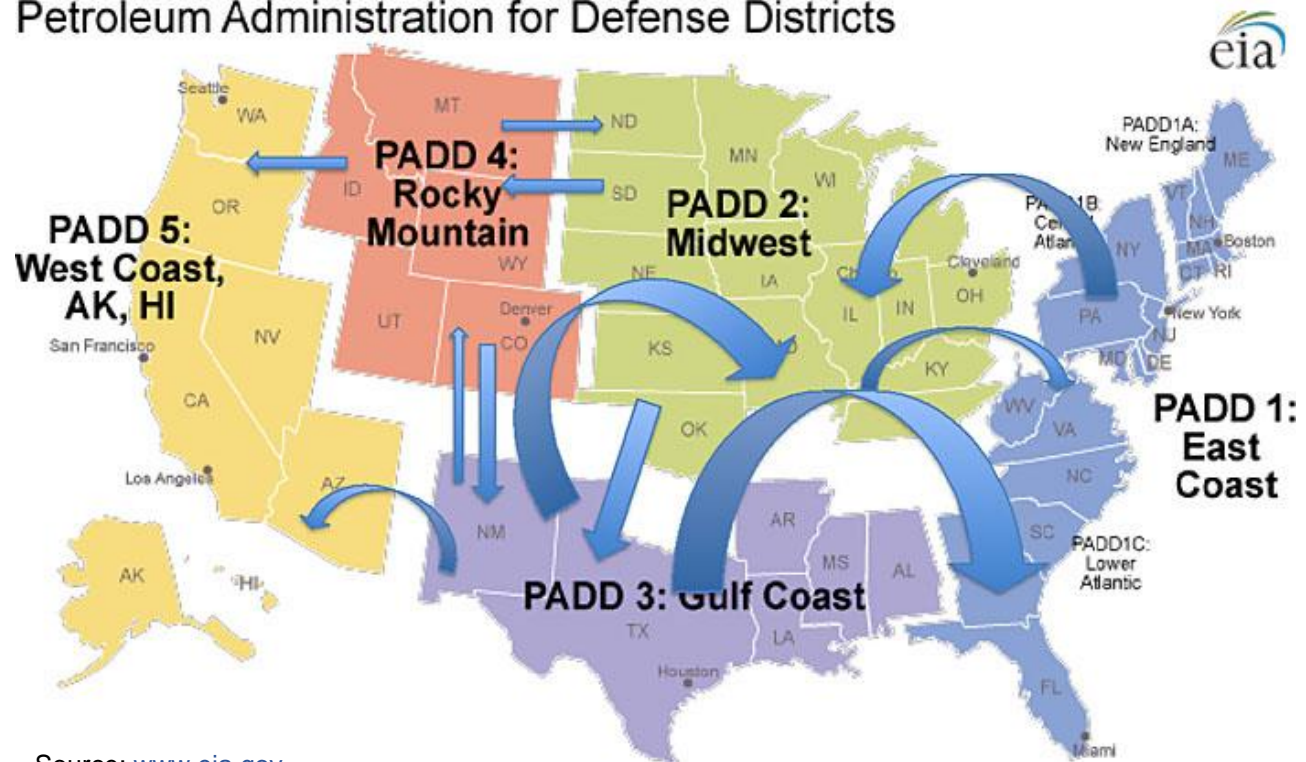 Petroleum Administration for Defense Districts
eia
Seattle
WA
OR
PADD 5:
West Coast,
AK, HI
San Francisco
NV
CA
Los Angeles
AZ
AK
HI
MT
PADD 4:
Rocky
Mountain
ID
WY
UT
Denver
CO
ND
SD
MN
WI
PADD 2:
Midwest
NE
IA
IL
IN
OH
Cleveland
KS
KY
OK
NM
PADD 3: Gulf Coast
TX
Houston
AR
LA
MS
AL
PADD1A:
New England
ME
VT
NH
MA
Boston
CT
RI
NY
PA
New York
NJ
MD
DE
WV
VA
PADD 1:
East
Coast
NC
SC
PADD1C:
Lower
Atlantic
FL
Miami
Source: www.eia.gov